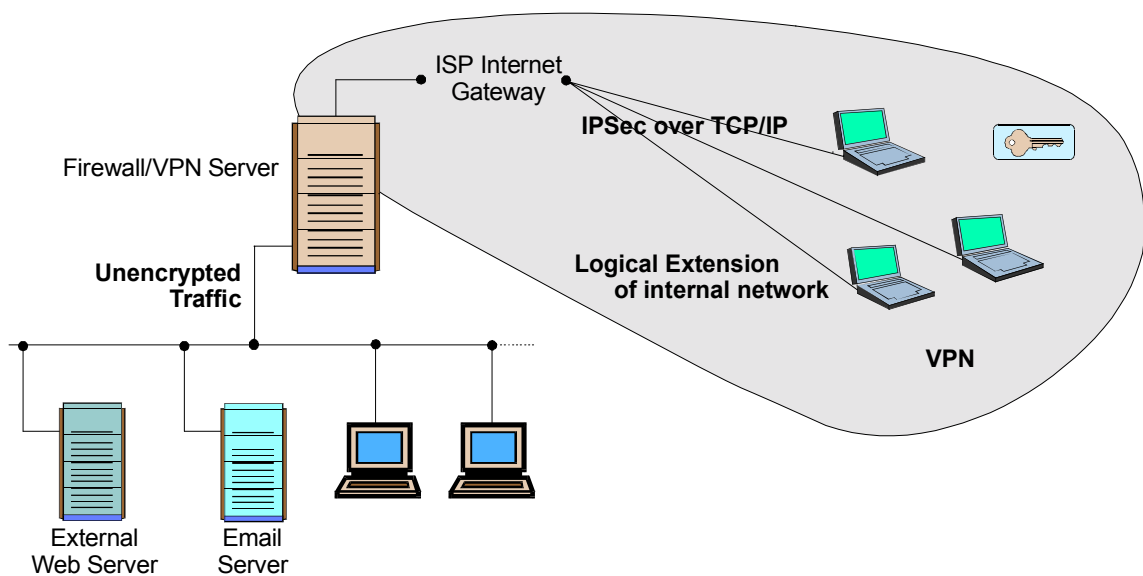 ISP Internet
Gateway
IPSec over TCP/IP
Firewall/VPN Server
Unencrypted
Traffic
Logical Extension
of internal network
VPN
External
Web Server
Email
Server